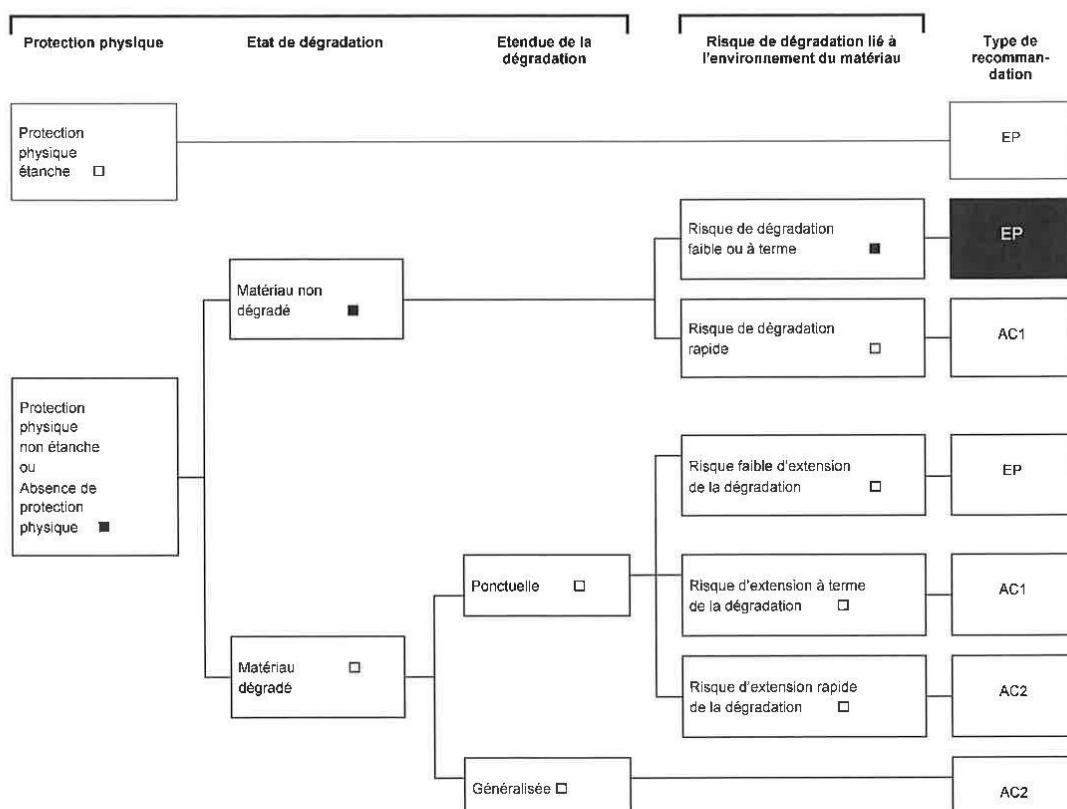 Protection physique
Etat de dégradation
Etendue de la
dégradation
Risque de dégradation lié à
l'environnement du matériau
Type de
recomman-
dation
Protection
physique
étanche
EP
Risque de dégradation
faible ou à terme
EP
Matériau non
dégradé
Risque de dégradation
rapide
AC1
Protection
physique
non étanche
ou
Absence de
protection
physique
Risque faible d'extension
de la dégradation
EP
Ponctuelle
Risque d'extension à terme
de la dégradation
AC1
Matériau
dégradé
Risque d'extension rapide
de la dégradation
AC2
Généralisée
AC2